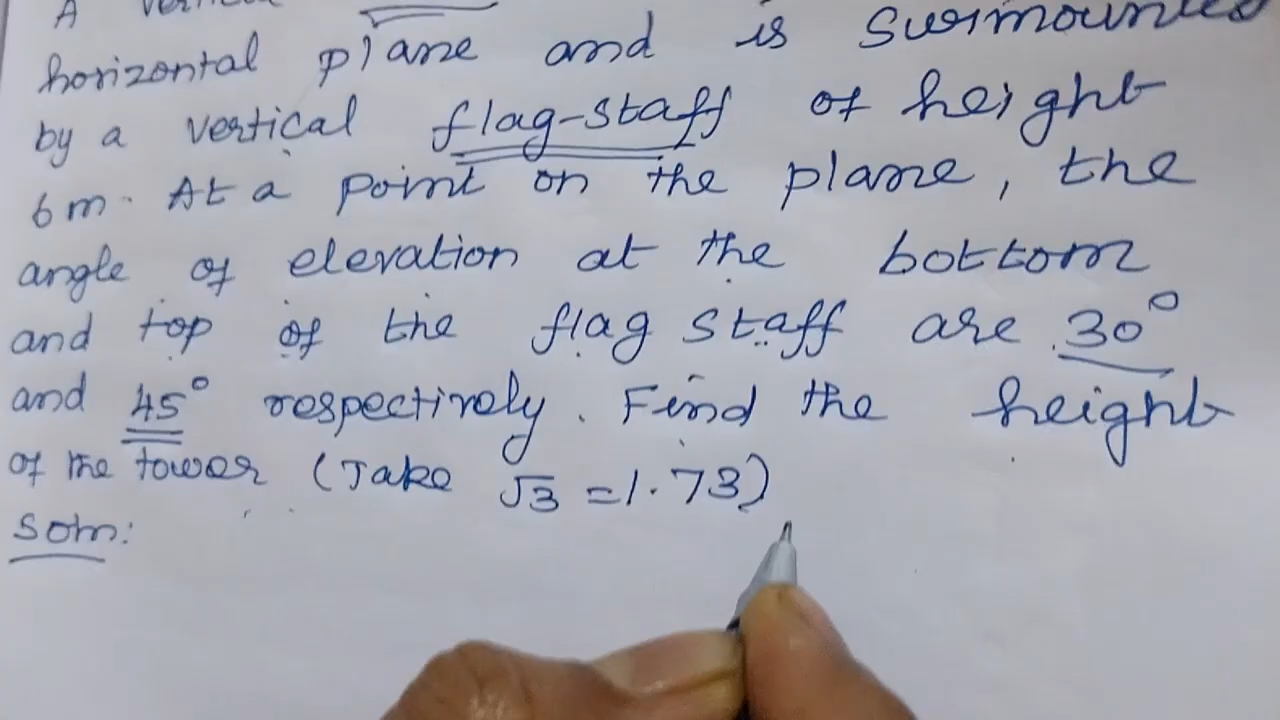 A vertical
horizontal plane and is surmounted
by a vertical flag-staff of height
6m. At a point on the plane, the
angle of elevation at the bottom
and top of the flag staff are 30°
and 45° respectively. Find the height
of the tower (Take √3 = 1.73)
Soln: